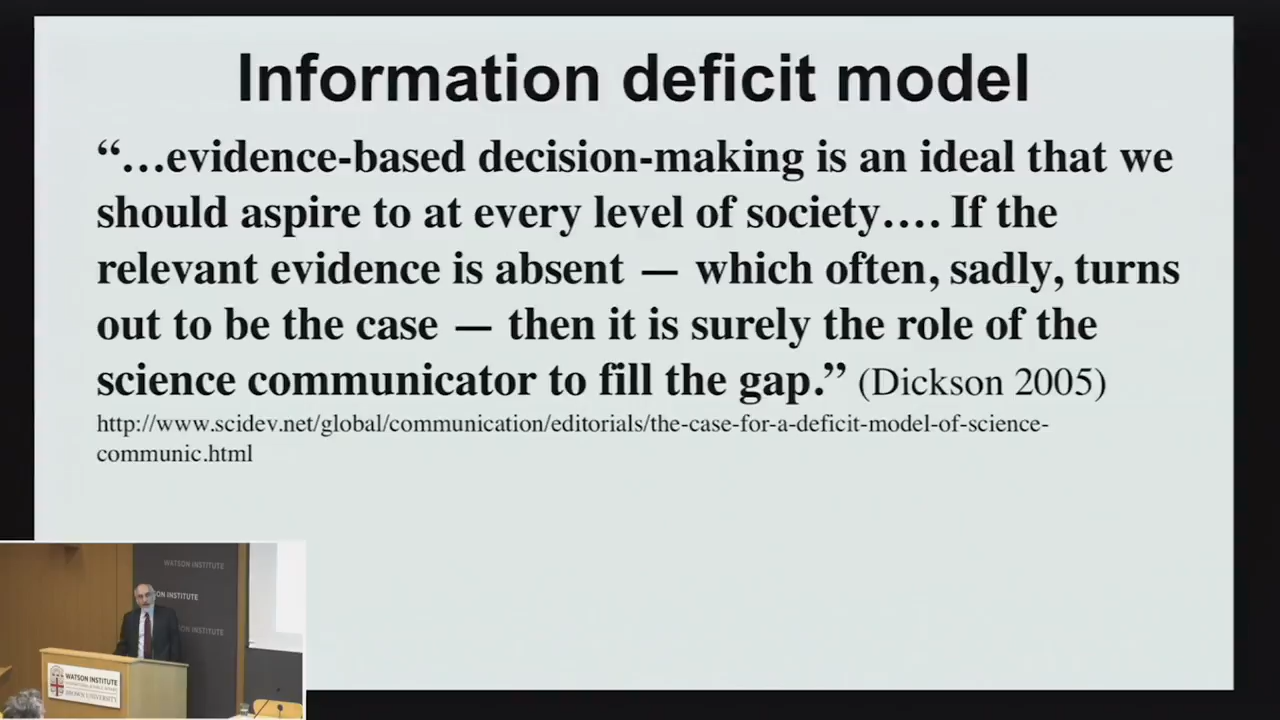 Information deficit model
“…evidence-based decision-making is an ideal that we
should aspire to at every level of society…. If the
relevant evidence is absent — which often, sadly, turns
out to be the case — then it is surely the role of the
science communicator to fill the gap.” (Dickson 2005)
http://www.scidev.net/global/communication/editorials/the-case-for-a-deficit-model-of-science-
communic.html
WATSON INSTITUTE
SON INSTITUTE
INSTITUTE
WATSON INSTITUTE
BROWN UNIVERSITY